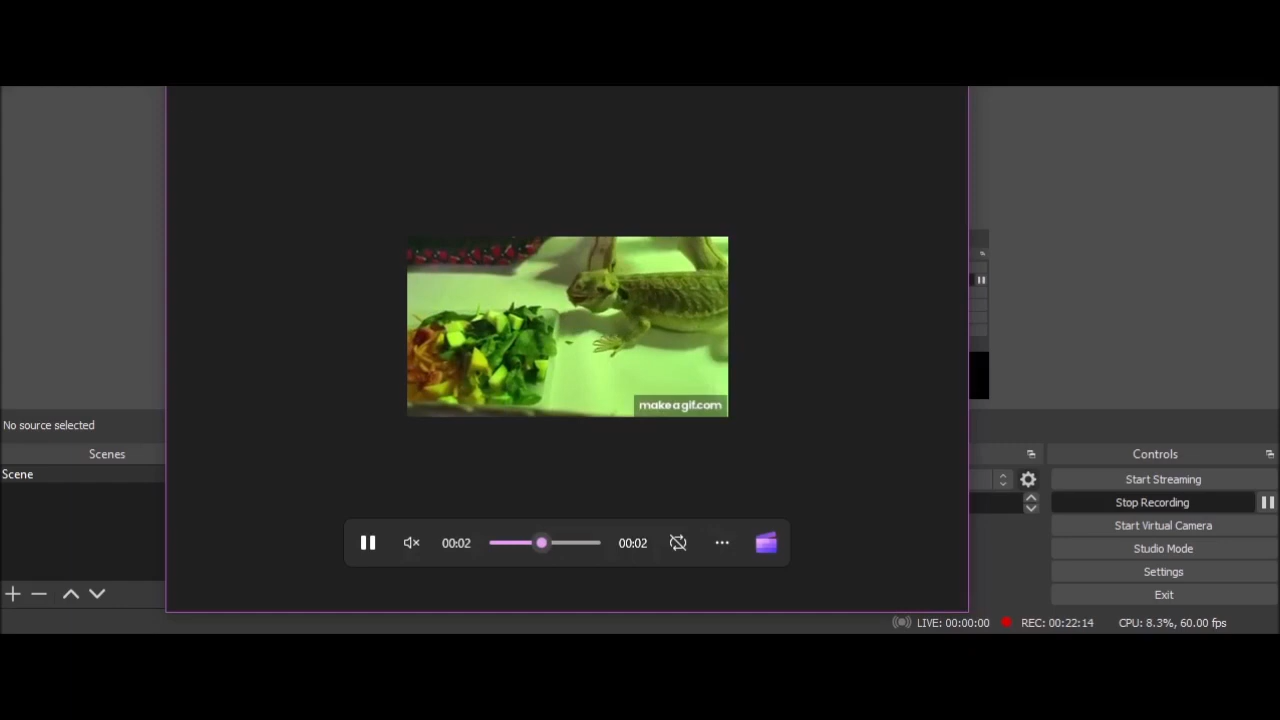 makeagif.com
No source selected
Scenes
Controls
Scene
Start Streaming
Stop Recording
Start Virtual Camera
00:02
00:02
Studio Mode
Settings
Exit
LIVE: 00:00:00
REC: 00:22:14
CPU: 8.3%, 60.00 fps